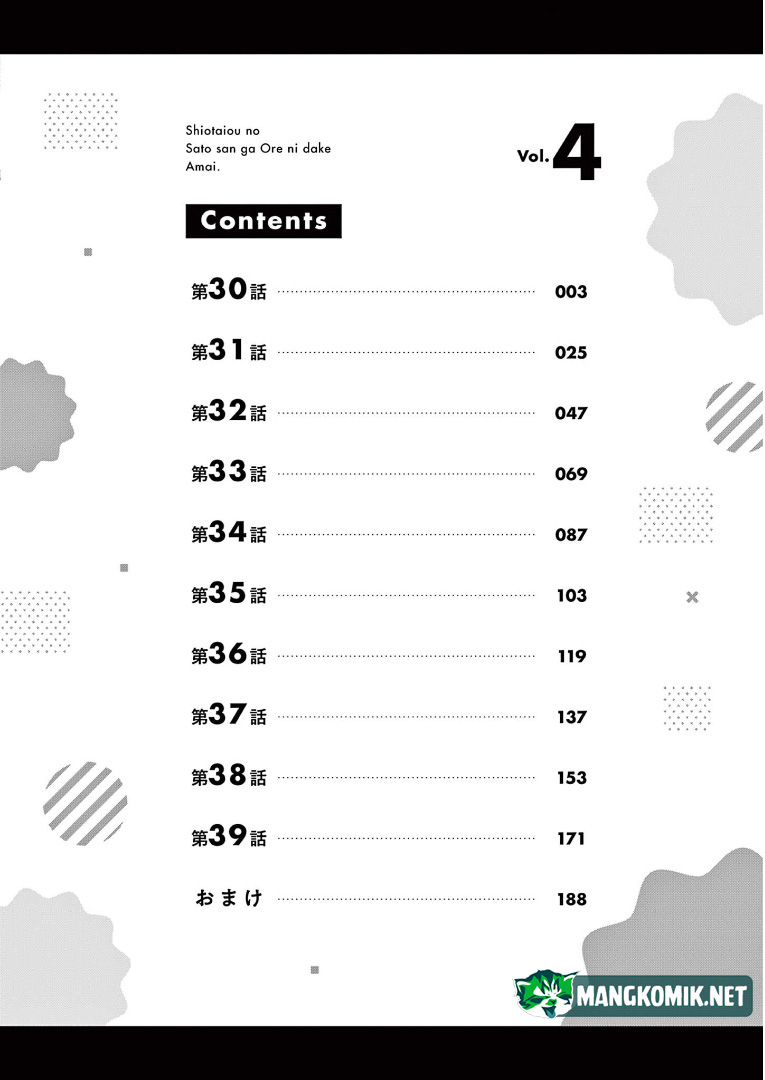 Shiotaiou no
Sato san ga Ore ni dake
Amai.
Vol.4
Contents
第30話 003
第31話 025
第32話 047
第33話 069
第34話 087
第35話 103
第36話 119
第37話 137
第38話 153
第39話 171
おまけ 188
MANGKOMIK.NET